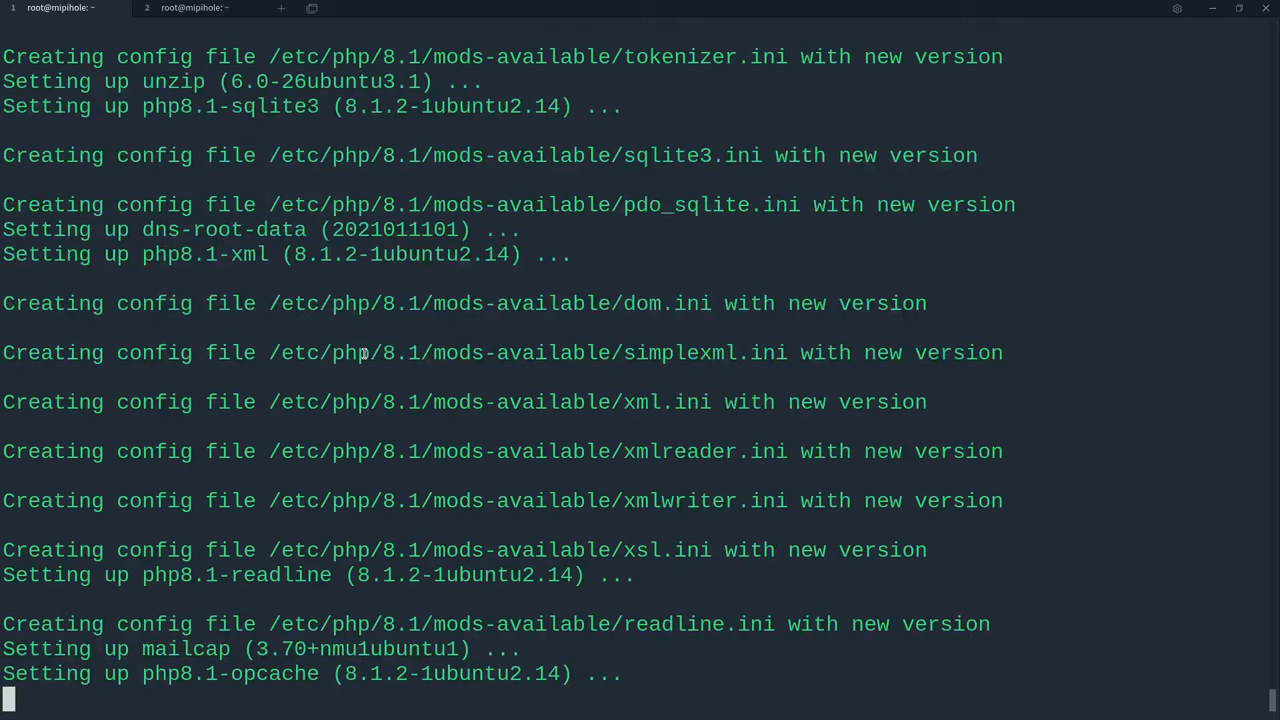 1 root@mipihole: ~ 2 root@mipihole: ~ +
Creating config file /etc/php/8.1/mods-available/tokenizer.ini with new version
Setting up unzip (6.0-26ubuntu3.1) ...
Setting up php8.1-sqlite3 (8.1.2-1ubuntu2.14) ...
Creating config file /etc/php/8.1/mods-available/sqlite3.ini with new version
Creating config file /etc/php/8.1/mods-available/pdo_sqlite.ini with new version
Setting up dns-root-data (2021011101) ...
Setting up php8.1-xml (8.1.2-1ubuntu2.14) ...
Creating config file /etc/php/8.1/mods-available/dom.ini with new version
Creating config file /etc/php/8.1/mods-available/simplexml.ini with new version
Creating config file /etc/php/8.1/mods-available/xml.ini with new version
Creating config file /etc/php/8.1/mods-available/xmlreader.ini with new version
Creating config file /etc/php/8.1/mods-available/xmlwriter.ini with new version
Creating config file /etc/php/8.1/mods-available/xsl.ini with new version
Setting up php8.1-readline (8.1.2-1ubuntu2.14) ...
Creating config file /etc/php/8.1/mods-available/readline.ini with new version
Setting up mailcap (3.70+nmu1ubuntu1) ...
Setting up php8.1-opcache (8.1.2-1ubuntu2.14) ...